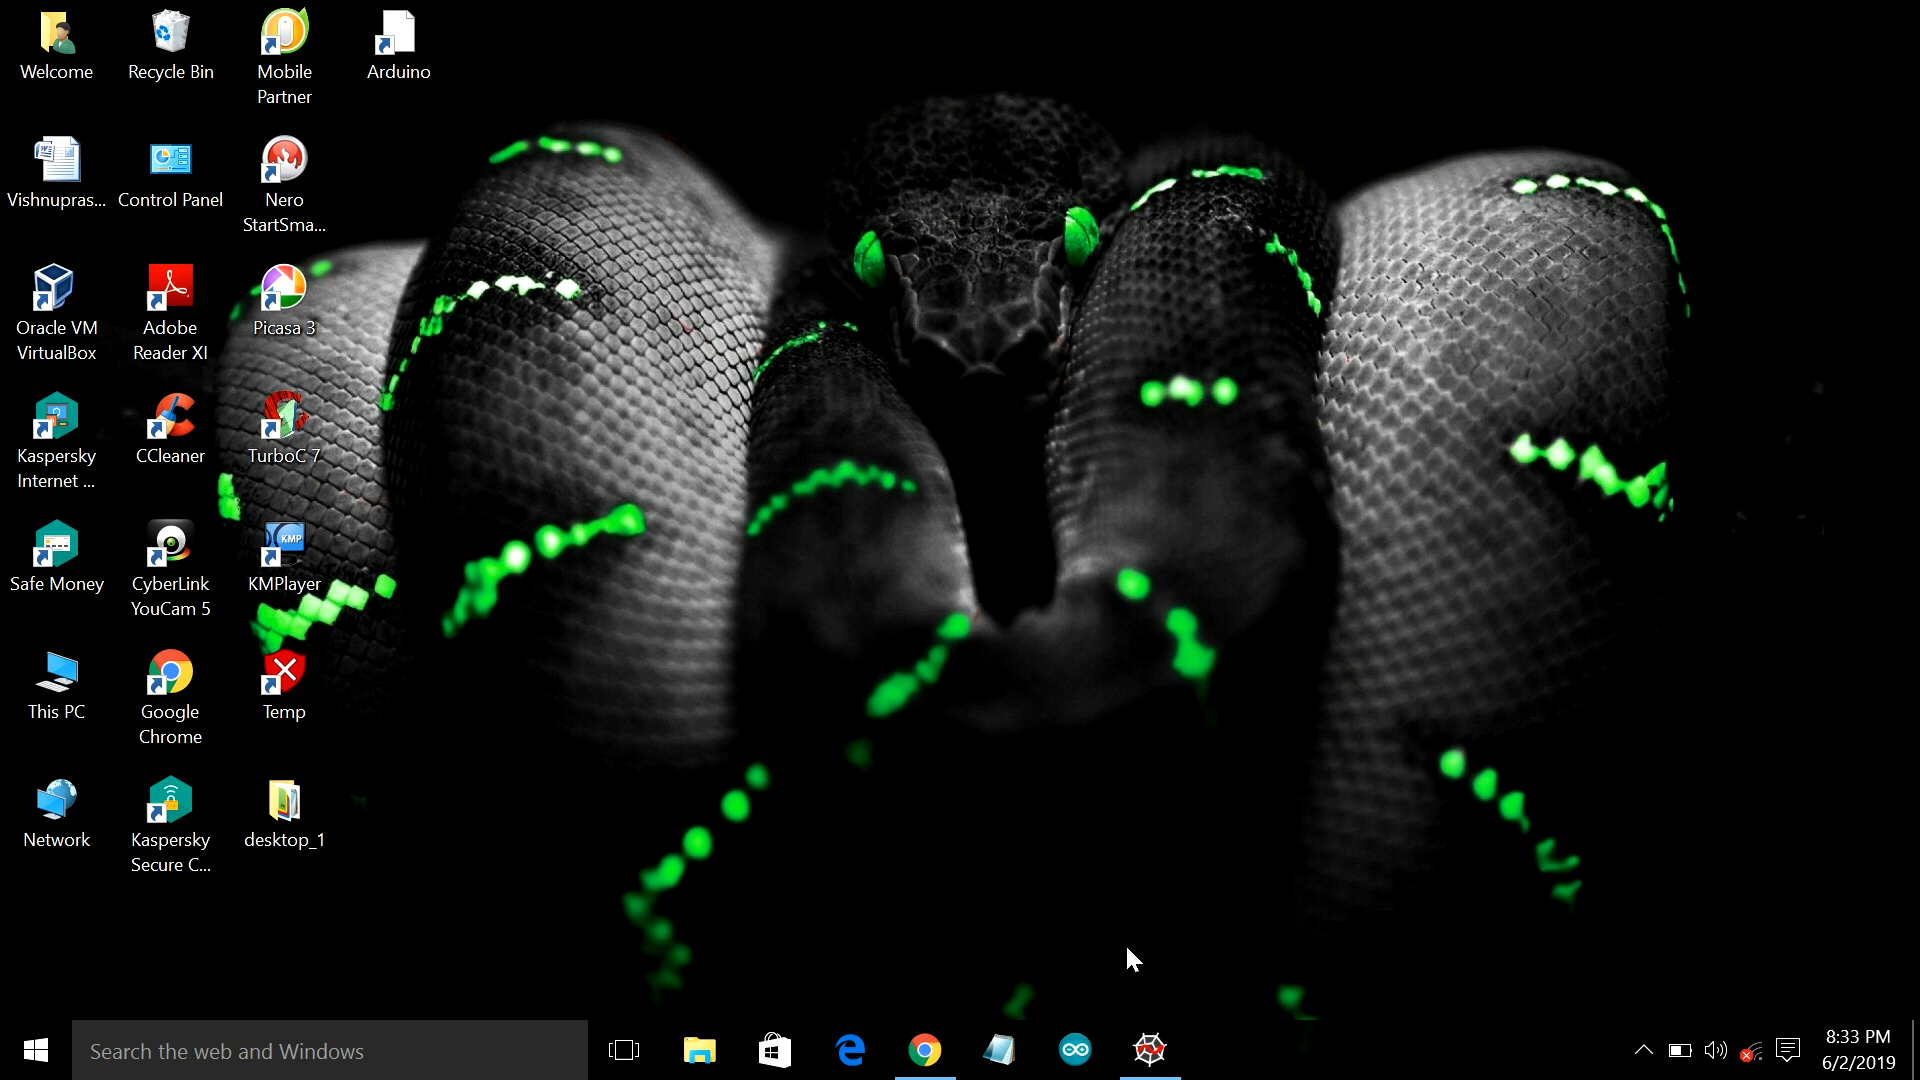 Welcome
Recycle Bin
Mobile
Partner
Arduino
Vishnupras...
Control Panel
Nero
StartSma...
Oracle VM
VirtualBox
Adobe
Reader XI
Picasa 3
Kaspersky
Internet ...
CCleaner
TurboC 7
Safe Money
CyberLink
YouCam 5
KMP
KMPlayer
This PC
Google
Chrome
Temp
Network
Kaspersky
Secure C...
desktop_1
Search the web and Windows
8:33 PM
6/2/2019